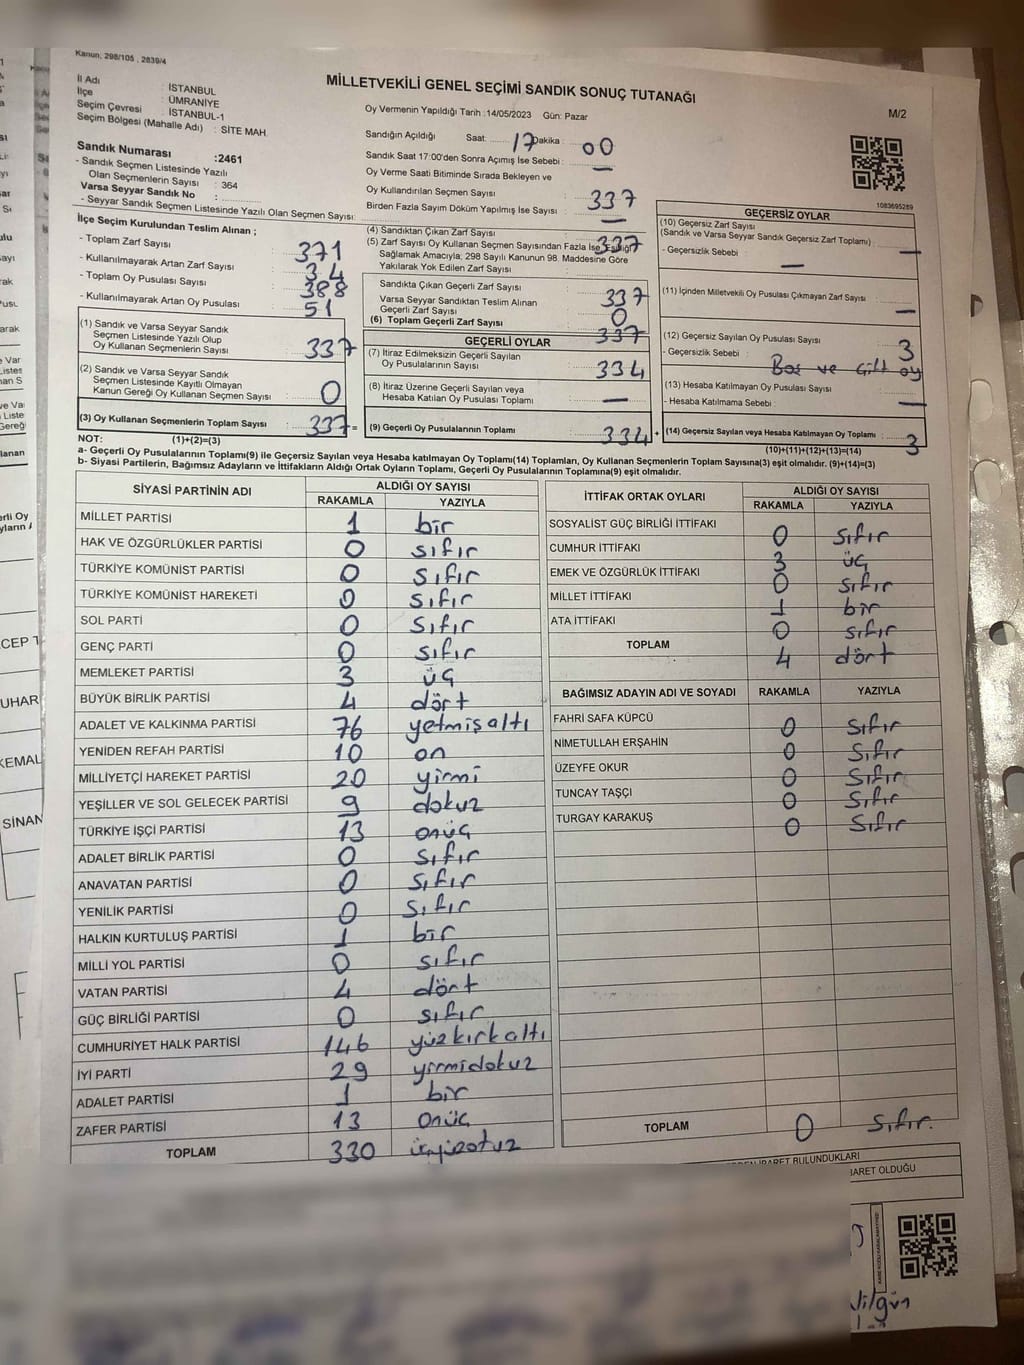 Kanun, 298/105 , 2839/4
MİLLETVEKİLİ GENEL SEÇİMİ SANDIK SONUÇ TUTANAĞI
M/2
İl Adı : İSTANBUL
İlçe : ÜMRANİYE
Seçim Çevresi : İSTANBUL-1
Seçim Bölgesi (Mahalle Adı) : SİTE MAH.
Sandık Numarası :2461
- Sandık Seçmen Listesinde Yazılı
Olan Seçmenlerin Sayısı : 364
Varsa Seyyar Sandık No :
- Seyyar Sandık Seçmen Listesinde Yazılı Olan Seçmen Sayısı:
Oy Vermenin Yapıldığı Tarih :14/05/2023 Gün: Pazar
Sandığın Açıldığı Saat: 17 Dakika : 00
Sandık Saat 17:00'den Sonra Açımış İse Sebebi : —
Oy Verme Saati Bitiminde Sırada Bekleyen ve
Oy Kullandırılan Seçmen Sayısı : 337
Birden Fazla Sayım Döküm Yapılmış İse Sayısı : —
1083695289
İlçe Seçim Kurulundan Teslim Alınan ;
- Toplam Zarf Sayısı : 371
- Kullanılmayarak Artan Zarf Sayısı : 34
- Toplam Oy Pusulası Sayısı : 388
- Kullanılmayarak Artan Oy Pusulası : 51
(1) Sandık ve Varsa Seyyar Sandık
Seçmen Listesinde Yazılı Olup
Oy Kullanan Seçmenlerin Sayısı : 337
(2) Sandık ve Varsa Seyyar Sandık
Seçmen Listesinde Kayıtlı Olmayan
Kanun Gereği Oy Kullanan Seçmen Sayısı : 0
(3) Oy Kullanan Seçmenlerin Toplam Sayısı : 337 =
(4) Sandıktan Çıkan Zarf Sayısı : 337
(5) Zarf Sayısı Oy Kullanan Seçmen Sayısından Fazla İse Eşitliği
Sağlamak Amacıyla; 298 Sayılı Kanunun 98. Maddesine Göre
Yakılarak Yok Edilen Zarf Sayısı :
Sandıkta Çıkan Geçerli Zarf Sayısı : 337
Varsa Seyyar Sandıktan Teslim Alınan
Geçerli Zarf Sayısı : 0
(6) Toplam Geçerli Zarf Sayısı : 337
GEÇERLİ OYLAR
(7) İtiraz Edilmeksizin Geçerli Sayılan
Oy Pusulalarının Sayısı : 334
(8) İtiraz Üzerine Geçerli Sayılan veya
Hesaba Katılan Oy Pusulası Toplamı : —
(9) Geçerli Oy Pusulalarının Toplamı : 334 +
GEÇERSİZ OYLAR
(10) Geçersiz Zarf Sayısı
(Sandık ve Varsa Seyyar Sandık Geçersiz Zarf Toplamı) : —
- Geçersizlik Sebebi : —
(11) İçinden Milletvekili Oy Pusulası Çıkmayan Zarf Sayısı : —
(12) Geçersiz Sayılan Oy Pusulası Sayısı : 3
- Geçersizlik Sebebi : Boş ve Çift oy
(13) Hesaba Katılmayan Oy Pusulası Sayısı :
- Hesaba Katılmama Sebebi : —
(14) Geçersiz Sayılan veya Hesaba Katılmayan Oy Toplamı : 3
NOT: (1)+(2)=(3) (10)+(11)+(12)+(13)=(14)
a- Geçerli Oy Pusulalarının Toplamı(9) ile Geçersiz Sayılan veya Hesaba Katılmayan Oy Toplamı(14) Toplamları, Oy Kullanan Seçmenlerin Toplam Sayısına(3) eşit olmalıdır. (9)+(14)=(3)
b- Siyasi Partilerin, Bağımsız Adayların ve İttifakların Aldığı Ortak Oyların Toplamı, Geçerli Oy Pusulalarının Toplamına(9) eşit olmalıdır.
SİYASİ PARTİNİN ADI ALDIĞI OY SAYISI
RAKAMLA YAZIYLA
MİLLET PARTİSİ 1 bir
HAK VE ÖZGÜRLÜKLER PARTİSİ 0 sıfır
TÜRKİYE KOMÜNİST PARTİSİ 0 sıfır
TÜRKİYE KOMÜNİST HAREKETİ 0 sıfır
SOL PARTİ 0 sıfır
GENÇ PARTİ 0 sıfır
MEMLEKET PARTİSİ 3 üç
BÜYÜK BİRLİK PARTİSİ 4 dört
ADALET VE KALKINMA PARTİSİ 76 yetmişaltı
YENİDEN REFAH PARTİSİ 10 on
MİLLİYETÇİ HAREKET PARTİSİ 20 yirmi
YEŞİLLER VE SOL GELECEK PARTİSİ 9 dokuz
TÜRKİYE İŞÇİ PARTİSİ 13 onüç
ADALET BİRLİK PARTİSİ 0 sıfır
ANAVATAN PARTİSİ 0 sıfır
YENİLİK PARTİSİ 0 sıfır
HALKIN KURTULUŞ PARTİSİ 1 bir
MİLLİ YOL PARTİSİ 0 sıfır
VATAN PARTİSİ 4 dört
GÜÇ BİRLİĞİ PARTİSİ 0 sıfır
CUMHURİYET HALK PARTİSİ 146 yüzkırkaltı
İYİ PARTİ 29 yirmidokuz
ADALET PARTİSİ 1 bir
ZAFER PARTİSİ 13 onüç
TOPLAM 330 üçyüzotuz
İTTİFAK ORTAK OYLARI ALDIĞI OY SAYISI
RAKAMLA YAZIYLA
SOSYALİST GÜÇ BİRLİĞİ İTTİFAKI 0 sıfır
CUMHUR İTTİFAKI 3 üç
EMEK VE ÖZGÜRLÜK İTTİFAKI 0 sıfır
MİLLET İTTİFAKI 1 bir
ATA İTTİFAKI 0 sıfır
TOPLAM 4 dört
BAĞIMSIZ ADAYIN ADI VE SOYADI RAKAMLA YAZIYLA
FAHRİ SAFA KÜPCÜ 0 sıfır
NİMETULLAH ERŞAHİN 0 sıfır
ÜZEYFE OKUR 0 sıfır
TUNCAY TAŞÇI 0 sıfır
TURGAY KARAKUŞ 0 sıfır
TOPLAM 0 sıfır.
BULUNDUKLARI
OLDUĞU
Nilgün